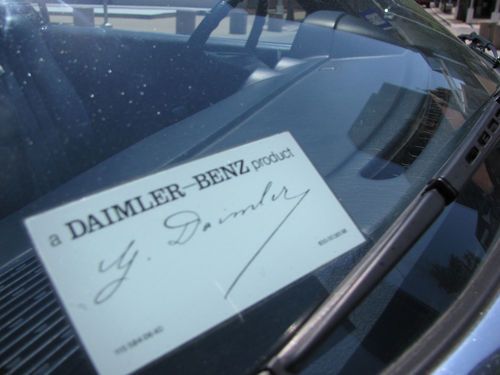 a DAIMLER-BENZ product
G. Daimler